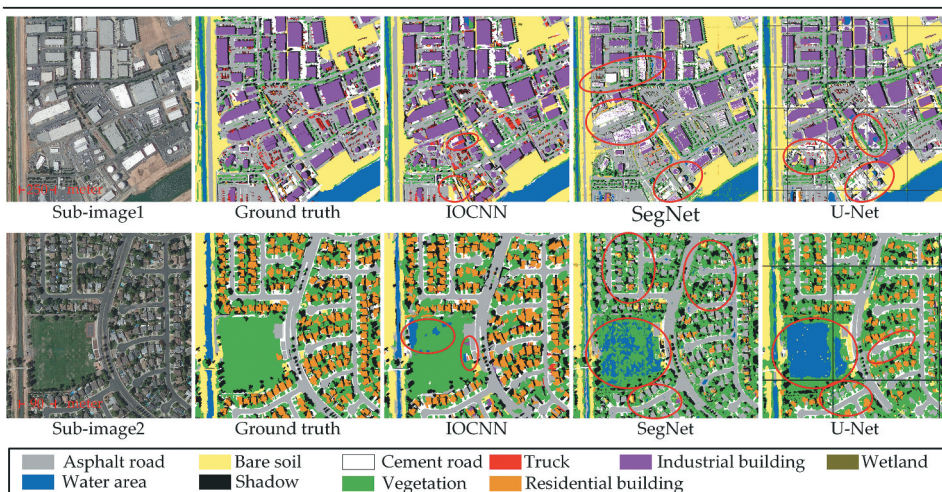 Sub-image1 Ground truth IOCNN SegNet U-Net
Sub-image2 Ground truth IOCNN SegNet U-Net
Asphalt road Bare soil Cement road Truck Industrial building Wetland
Water area Shadow Vegetation Residential building